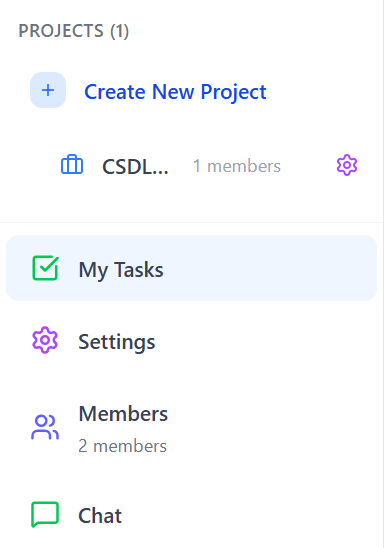 PROJECTS (1)
Create New Project
CSDL... 1 members
My Tasks
Settings
Members
2 members
Chat